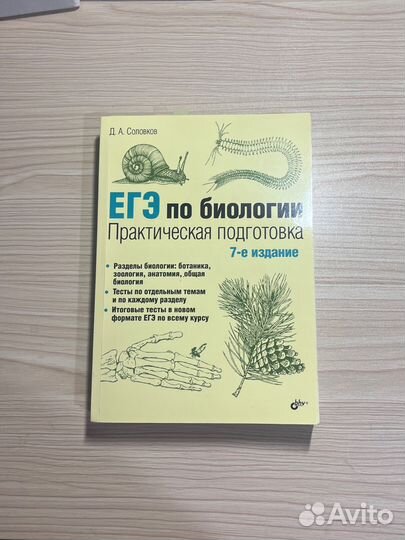 Д. А. Соловков
ЕГЭ по биологии
Практическая подготовка
7-е издание
• Разделы биологии: ботаника,
зоология, анатомия, общая
биология
• Тесты по отдельным темам
и по каждому разделу
• Итоговые тесты в новом
формате ЕГЭ по всему курсу
bhv®
Avito